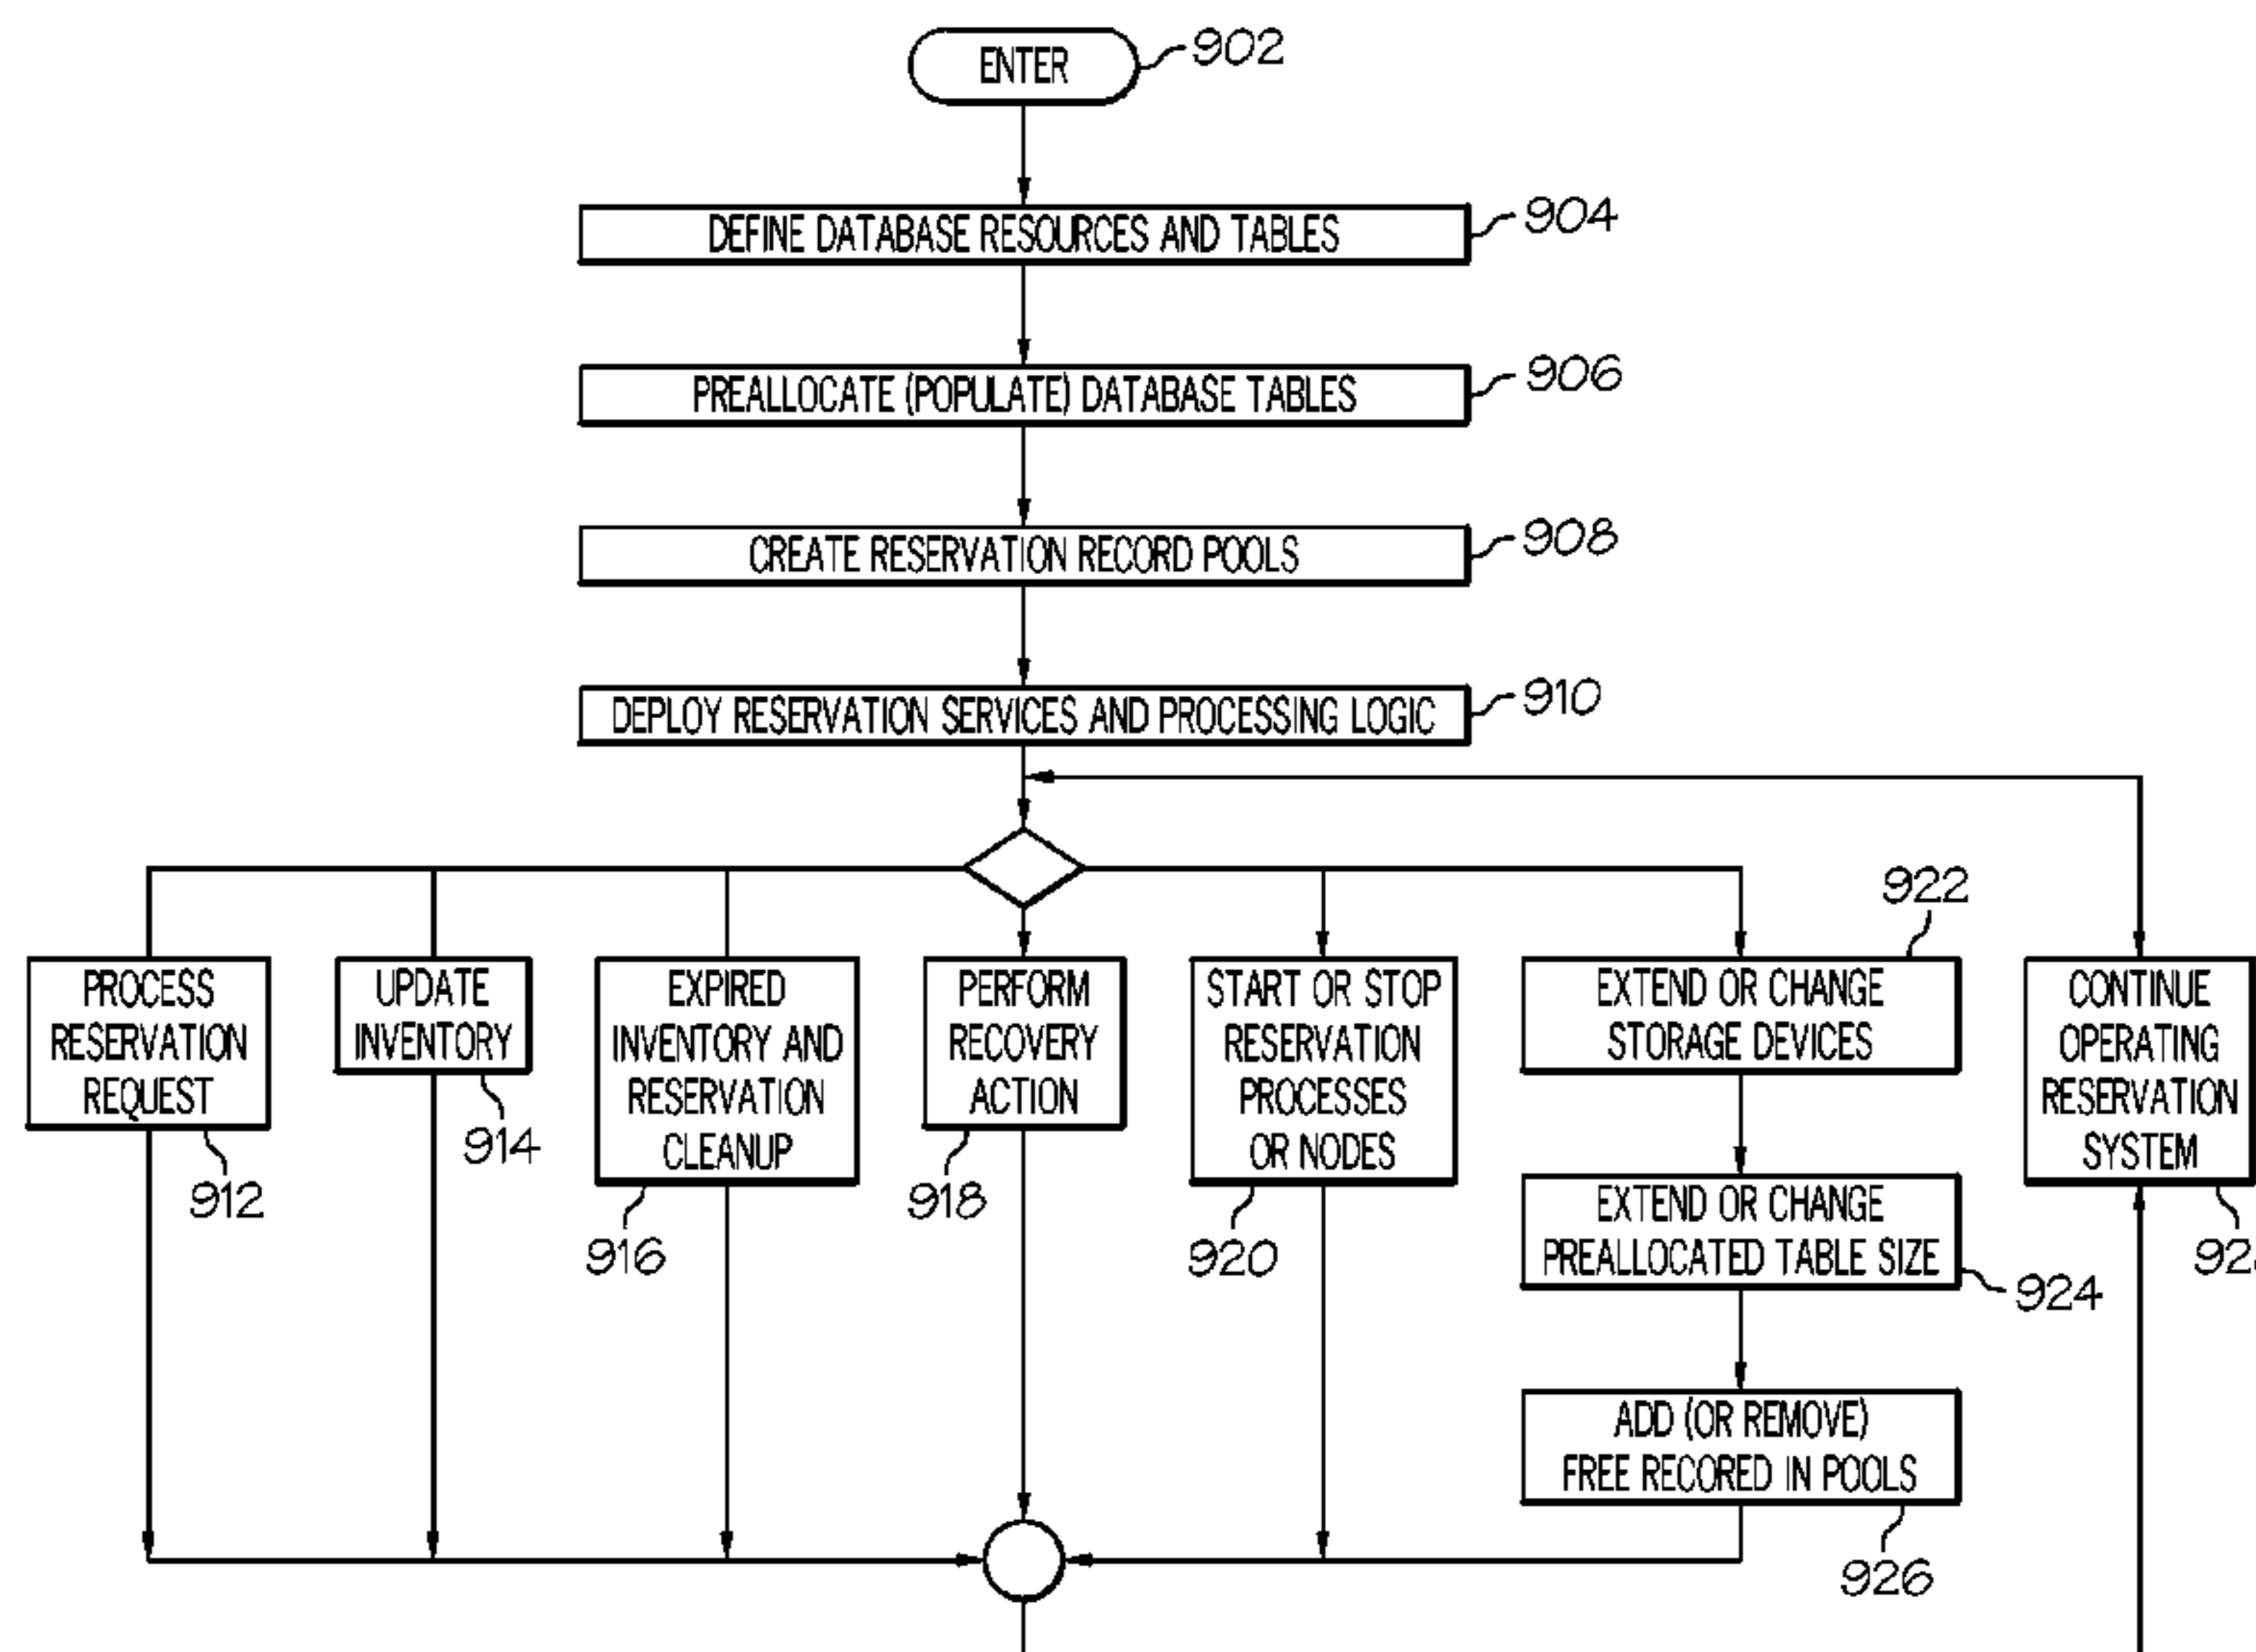 ENTER
902
DEFINE DATABASE RESOURCES AND TABLES
904
PREALLOCATE (POPULATE) DATABASE TABLES
906
CREATE RESERVATION RECORD POOLS
908
DEPLOY RESERVATION SERVICES AND PROCESSING LOGIC
910
PROCESS
RESERVATION
REQUEST
912
UPDATE
INVENTORY
914
EXPIRED
INVENTORY AND
RESERVATION
CLEANUP
916
PERFORM
RECOVERY
ACTION
918
START OR STOP
RESERVATION
PROCESSES
OR NODES
920
922
EXTEND OR CHANGE
STORAGE DEVICES
EXTEND OR CHANGE
PREALLOCATED TABLE SIZE
924
ADD (OR REMOVE)
FREE RECORED IN POOLS
926
CONTINUE
OPERATING
RESERVATION
SYSTEM